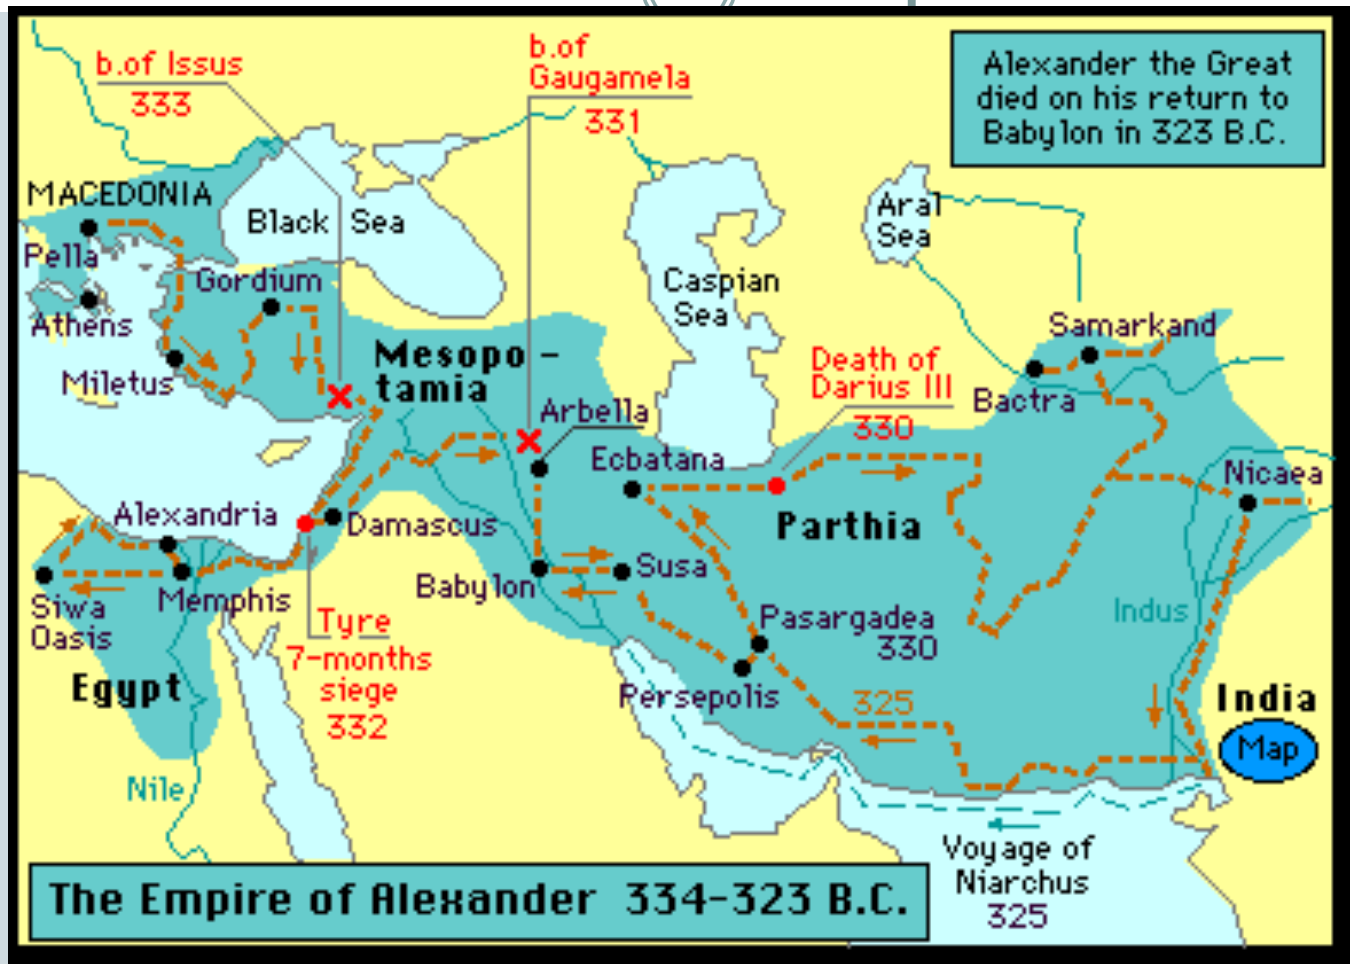 b.of Issus
333
b.of
Gaugamela
331
Alexander the Great
died on his return to
Babylon in 323 B.C.
MACEDONIA
Pella
Athens
Miletus
Gordium
Black Sea
Caspian
Sea
Aral
Sea
Mesopo-
tamia
Arbella
Ecbatana
Death of
Darius III
330
Samarkand
Bactra
Nicaea
Alexandria
Damascus
Parthia
Babylon
Susa
Siwa
Oasis
Memphis
Tyre
7-months
siege
332
Egypt
Nile
Pasargadea
330
Persepolis
325
Indus
India
Map
Voyage of
Niarchus
325
The Empire of Alexander 334-323 B.C.